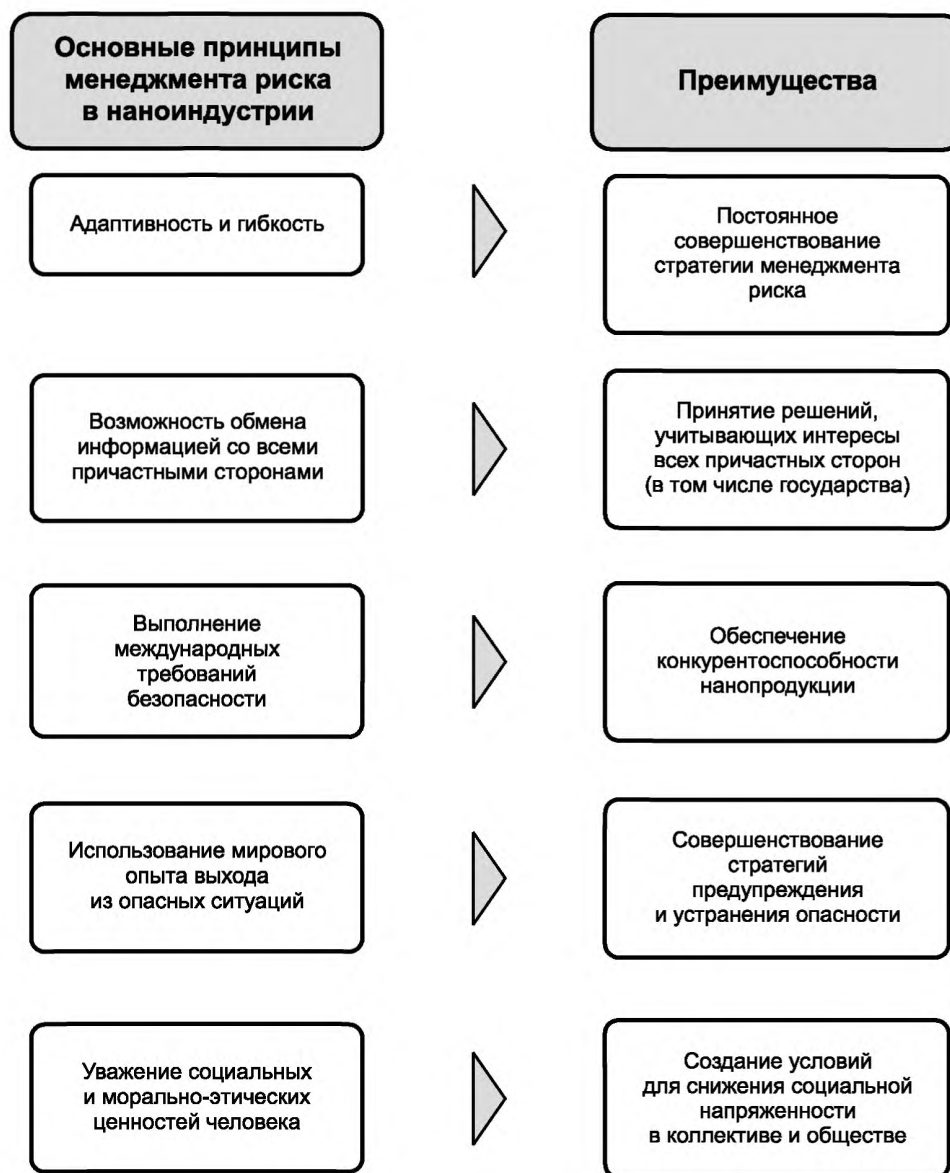 Основные принципы
менеджмента риска
в наноиндустрии
Преимущества
Адаптивность и гибкость
Постоянное
совершенствование
стратегии менеджмента
риска
Возможность обмена
информацией со всеми
причастными сторонами
Принятие решений,
учитывающих интересы
всех причастных сторон
(в том числе государства)
Выполнение
международных
требований
безопасности
Обеспечение
конкурентоспособности
нанопродукции
Использование мирового
опыта выхода
из опасных ситуаций
Совершенствование
стратегий
предупреждения
и устранения опасности
Уважение социальных
и морально-этических
ценностей человека
Создание условий
для снижения социальной
напряженности
в коллективе и обществе